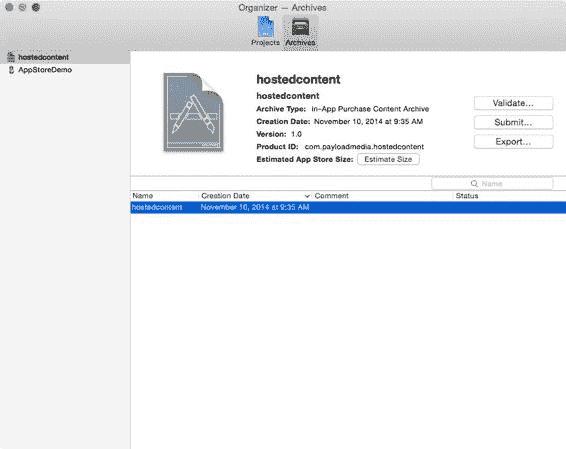 Organizer — Archives
Projects
Archives
hostedcontent
AppStoreDemo
hostedcontent
hostedcontent
Archive Type: in-App Purchase Content Archive
Creation Date: November 10, 2014 at 9:35 AM
Version: 1.0
Product ID: com.payloadmedia.hostedcontent
Estimated App Store Size: Estimate Size
Validate...
Submit...
Export...
Name
Name Creation Date Comment Status
hostedcontent November 10, 2014 at 9:35 AM